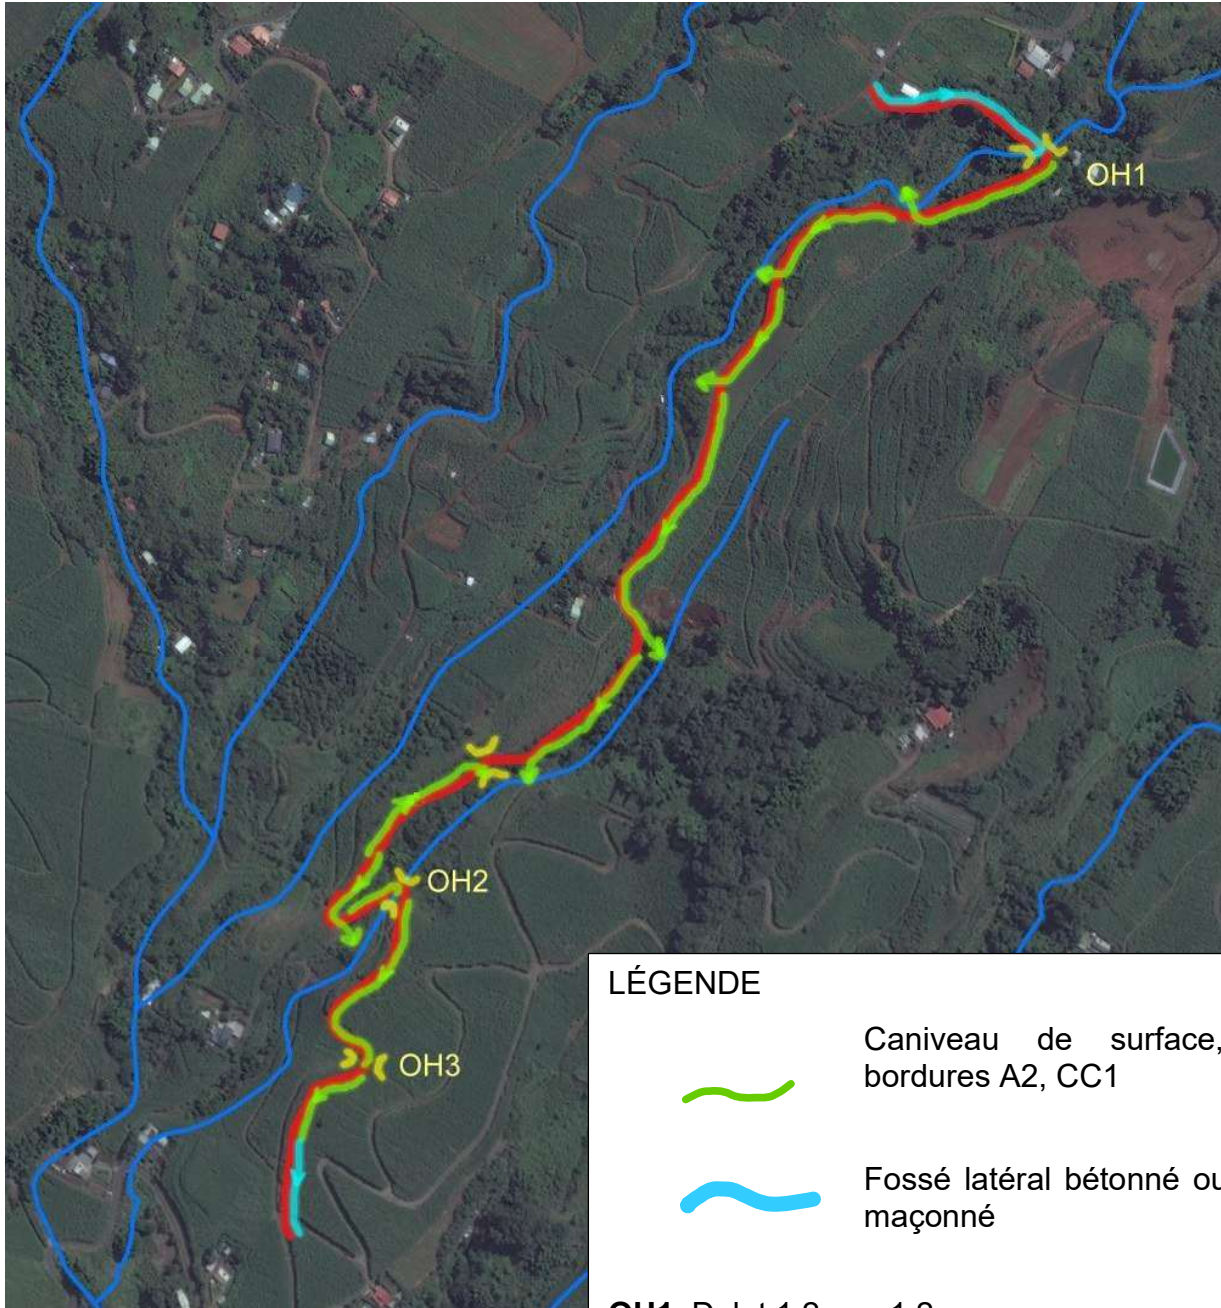 OH1
OH2
OH3
LÉGENDE
Caniveau de surface,
bordures A2, CC1
Fossé latéral bétonné ou
maçonné